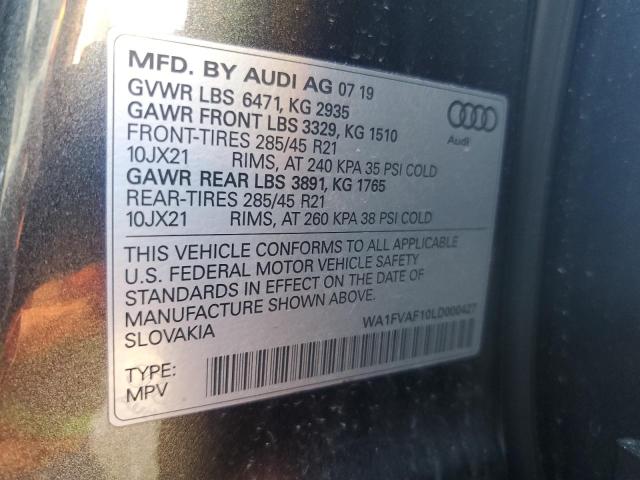 MFD. BY AUDI AG 07 19
GVWR LBS 6471, KG 2935
GAWR FRONT LBS 3329, KG 1510
FRONT-TIRES 285/45 R21
10JX21 RIMS, AT 240 KPA 35 PSI COLD
GAWR REAR LBS 3891, KG 1765
REAR-TIRES 285/45 R21
10JX21 RIMS, AT 260 KPA 38 PSI COLD
Audi
THIS VEHICLE CONFORMS TO ALL APPLICABLE
U.S. FEDERAL MOTOR VEHICLE SAFETY
STANDARDS IN EFFECT ON THE DATE OF
MANUFACTURE SHOWN ABOVE.
SLOVAKIA
WA1FVAF10LD000427
TYPE:
MPV